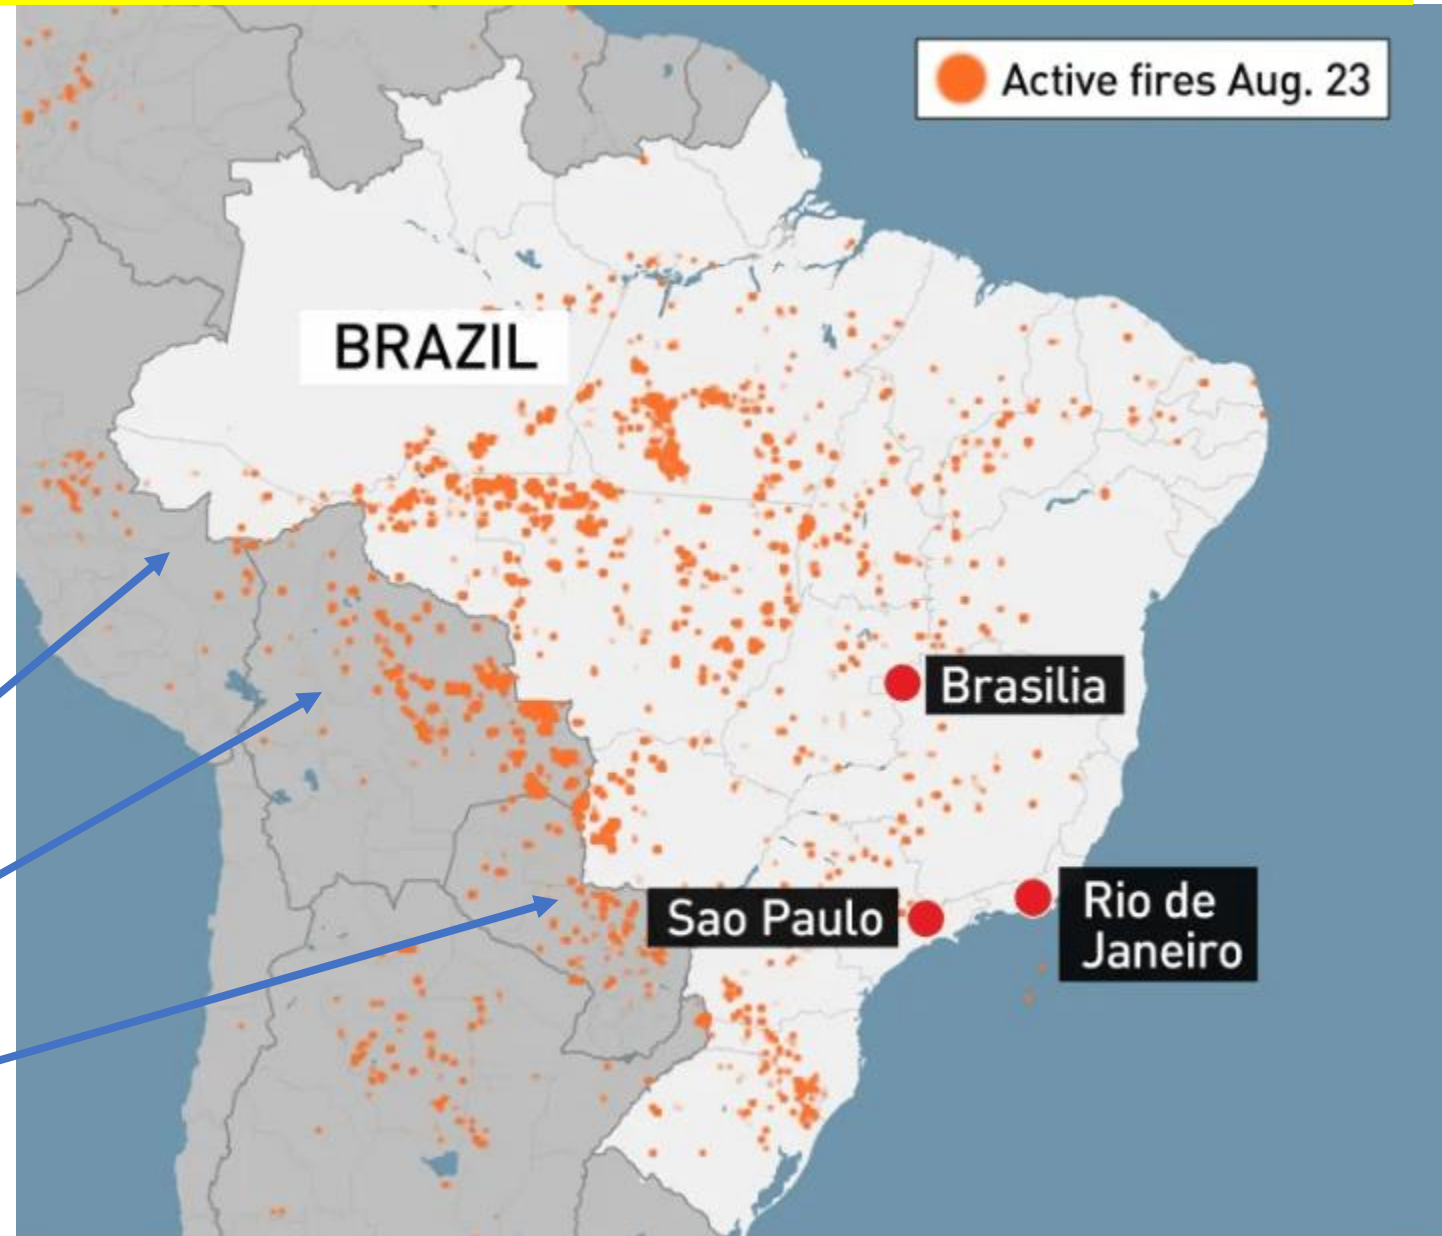 Active fires Aug. 23
BRAZIL
Brasilia
Sao Paulo
Rio de
Janeiro